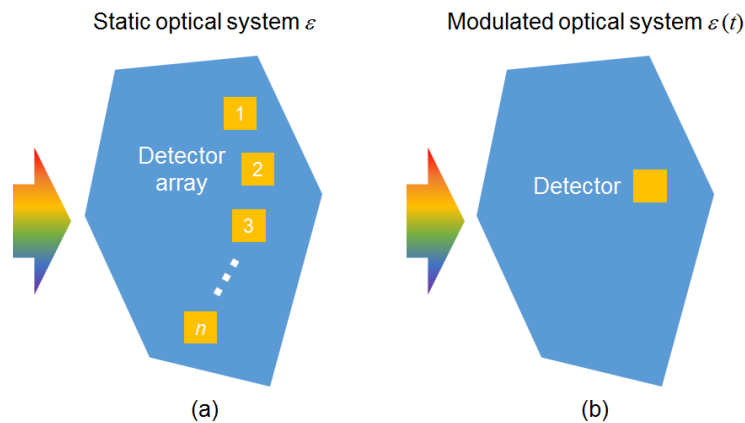 Static optical system ε
Modulated optical system ε(t)
Detector
array
1
2
3
n
Detector
(a)
(b)